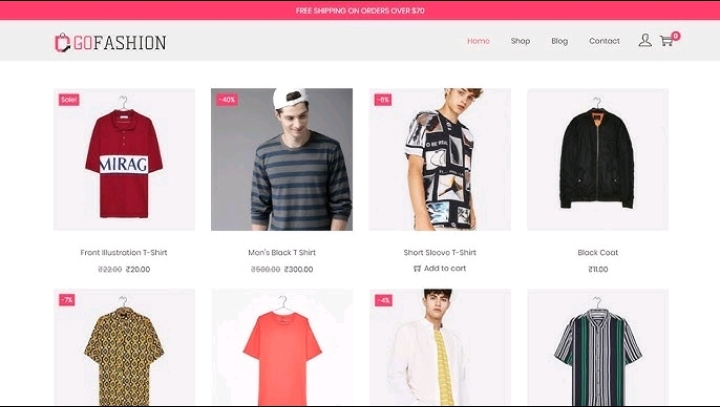 FREE SHIPPING ON ORDERS OVER $70
GOFASHION
Home Shop Blog Contact 0
Sale! -40% -6%
MIRAG
Front Illustration T-Shirt Men's Black T Shirt Short Sleeve T-Shirt Black Coat
₹22.00 ₹20.00 ₹500.00 ₹300.00 Add to cart ₹11.00
-7% -4%